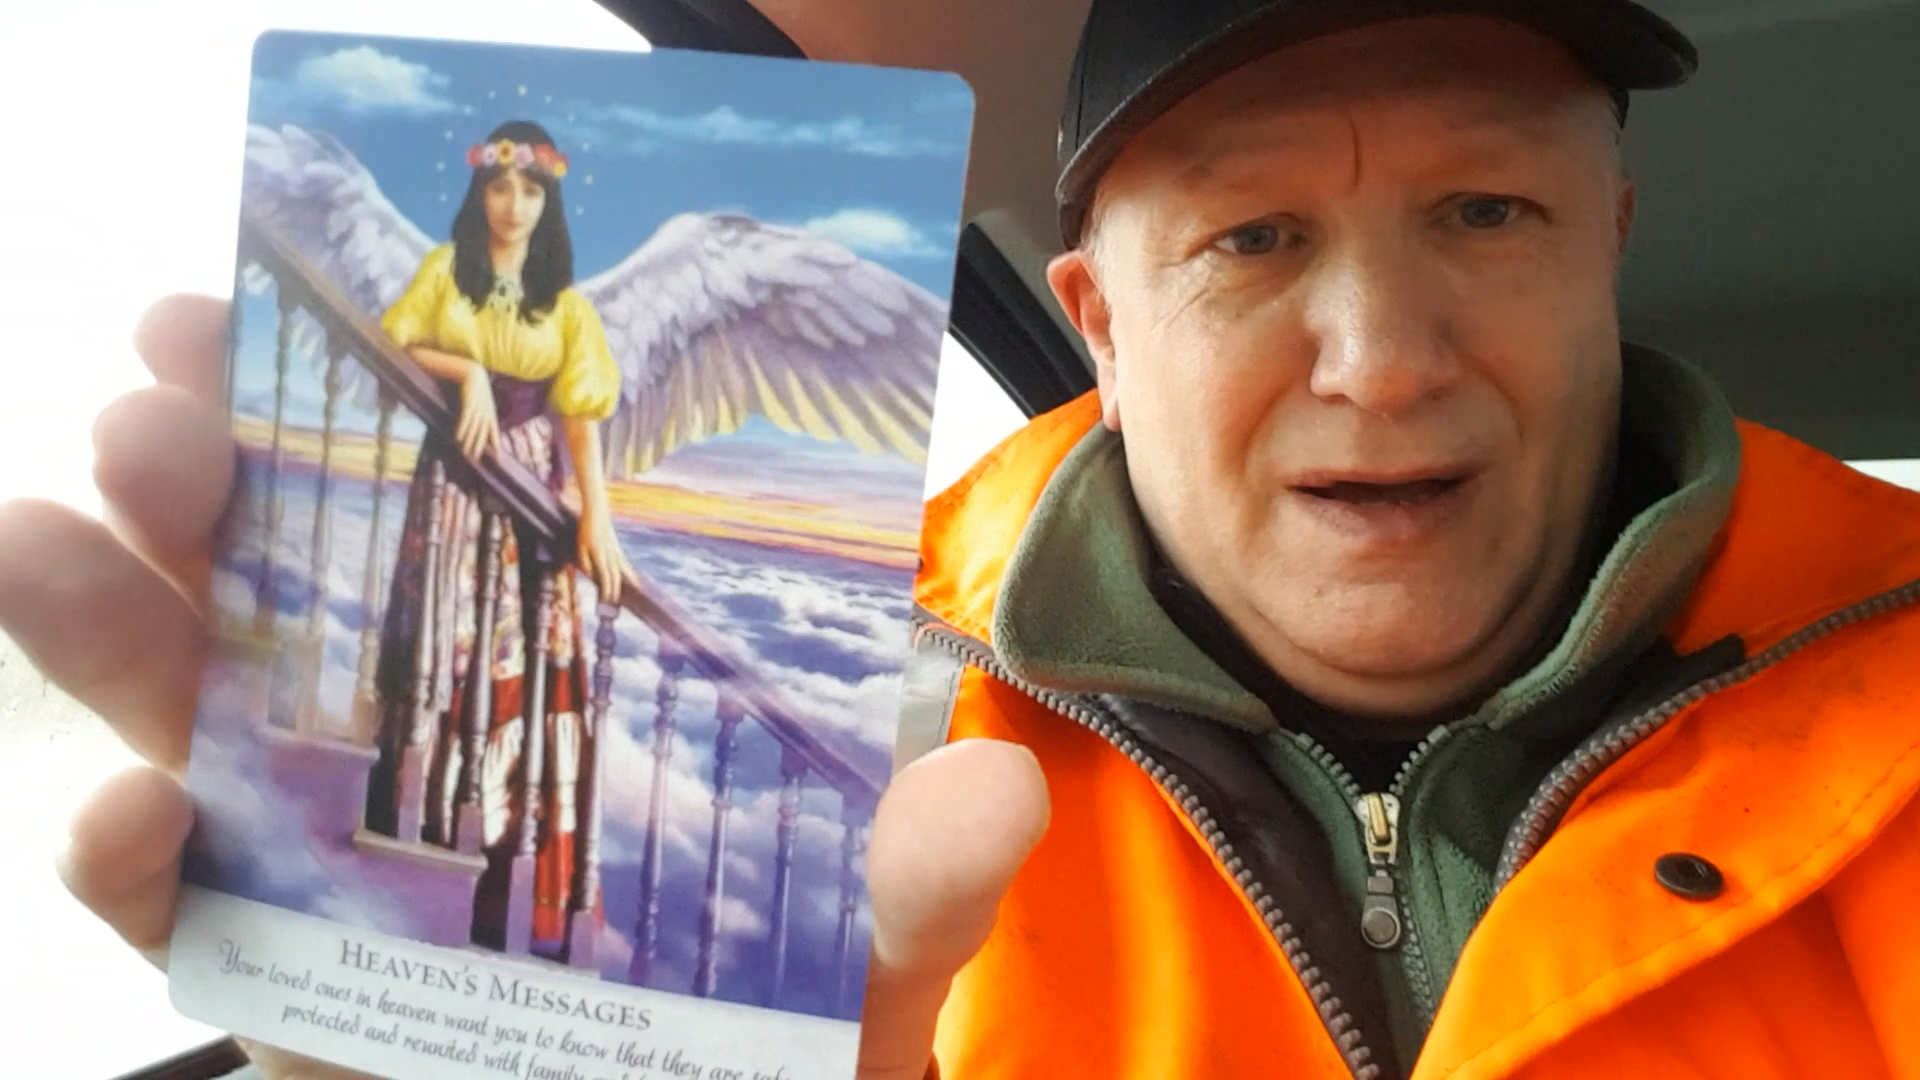 HEAVEN'S MESSAGES
Your loved ones in heaven want you to know that they are safe,
protected and reunited with family